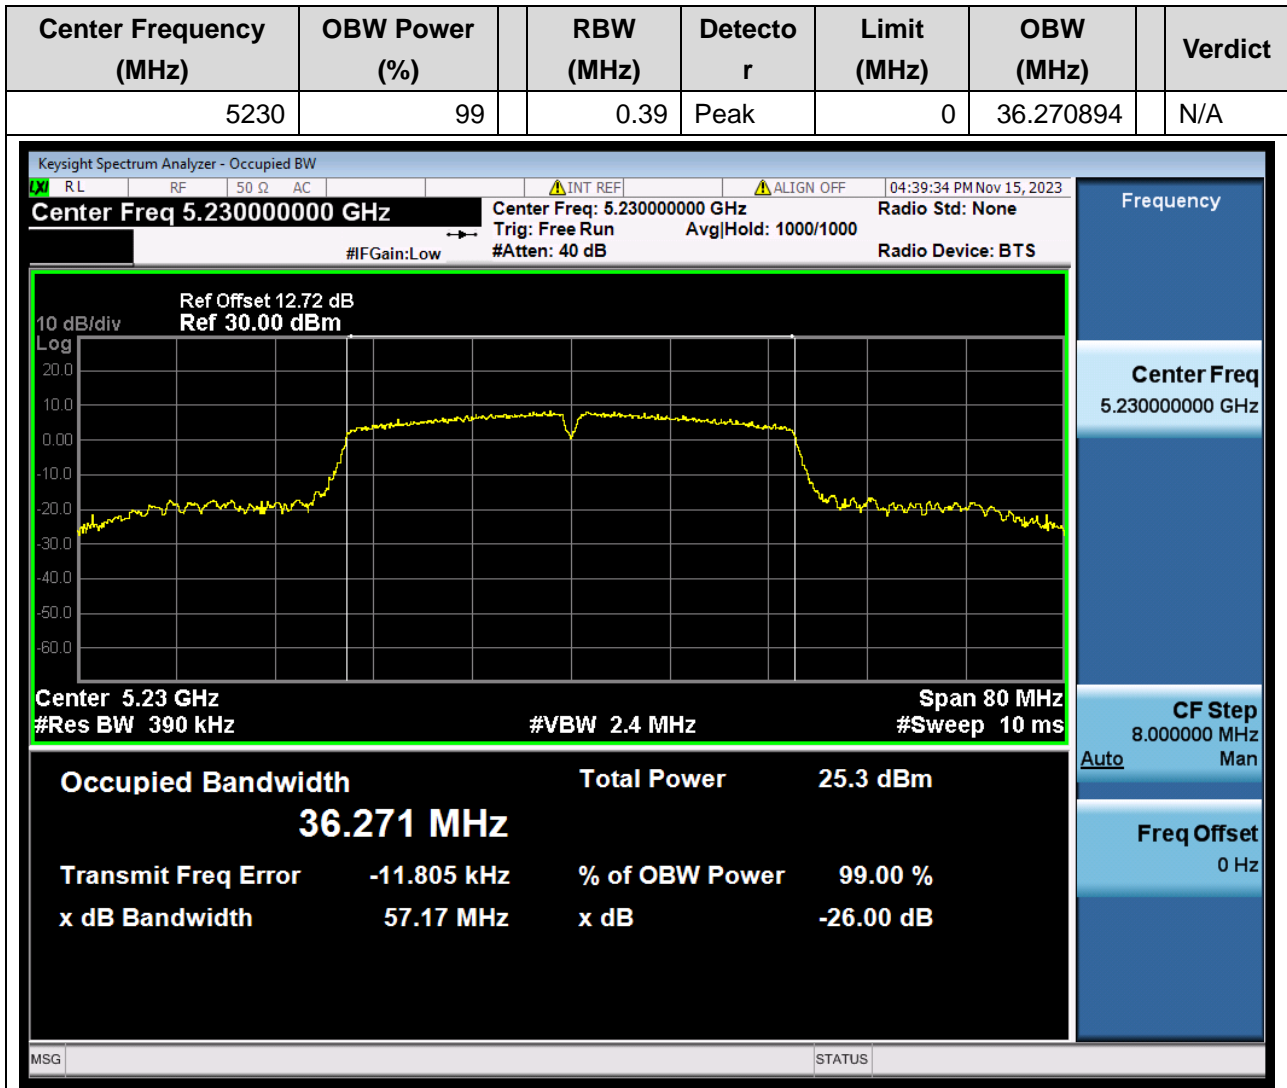 Center Frequency (MHz) OBW Power (%) RBW (MHz) Detecto r Limit (MHz) OBW (MHz) Verdict
5230 99 0.39 Peak 0 36.270894 N/A
Keysight Spectrum Analyzer - Occupied BW
LXI RL RF 50 Ω AC INT REF ALIGN OFF 04:39:34 PM Nov 15, 2023
Center Freq 5.230000000 GHz
Center Freq: 5.230000000 GHz Radio Std: None
Trig: Free Run Avg|Hold: 1000/1000
#IFGain:Low #Atten: 40 dB Radio Device: BTS
Ref Offset 12.72 dB
10 dB/div Ref 30.00 dBm
Log
20.0
10.0
0.00
-10.0
-20.0
-30.0
-40.0
-50.0
-60.0
Center 5.23 GHz Span 80 MHz
#Res BW 390 kHz #VBW 2.4 MHz #Sweep 10 ms
Occupied Bandwidth Total Power 25.3 dBm
36.271 MHz
Transmit Freq Error -11.805 kHz % of OBW Power 99.00 %
x dB Bandwidth 57.17 MHz x dB -26.00 dB
MSG STATUS
Frequency
Center Freq
5.230000000 GHz
CF Step
8.000000 MHz
Auto Man
Freq Offset
0 Hz